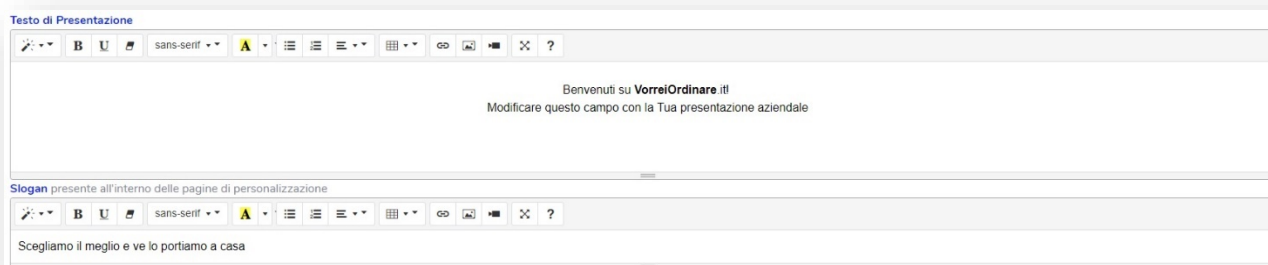 Testo di Presentazione
B U sans-serif A ?
Benvenuti su VorreiOrdinare.it!
Modificare questo campo con la Tua presentazione aziendale
Slogan presente all'interno delle pagine di personalizzazione
B U sans-serif A ?
Scegliamo il meglio e ve lo portiamo a casa